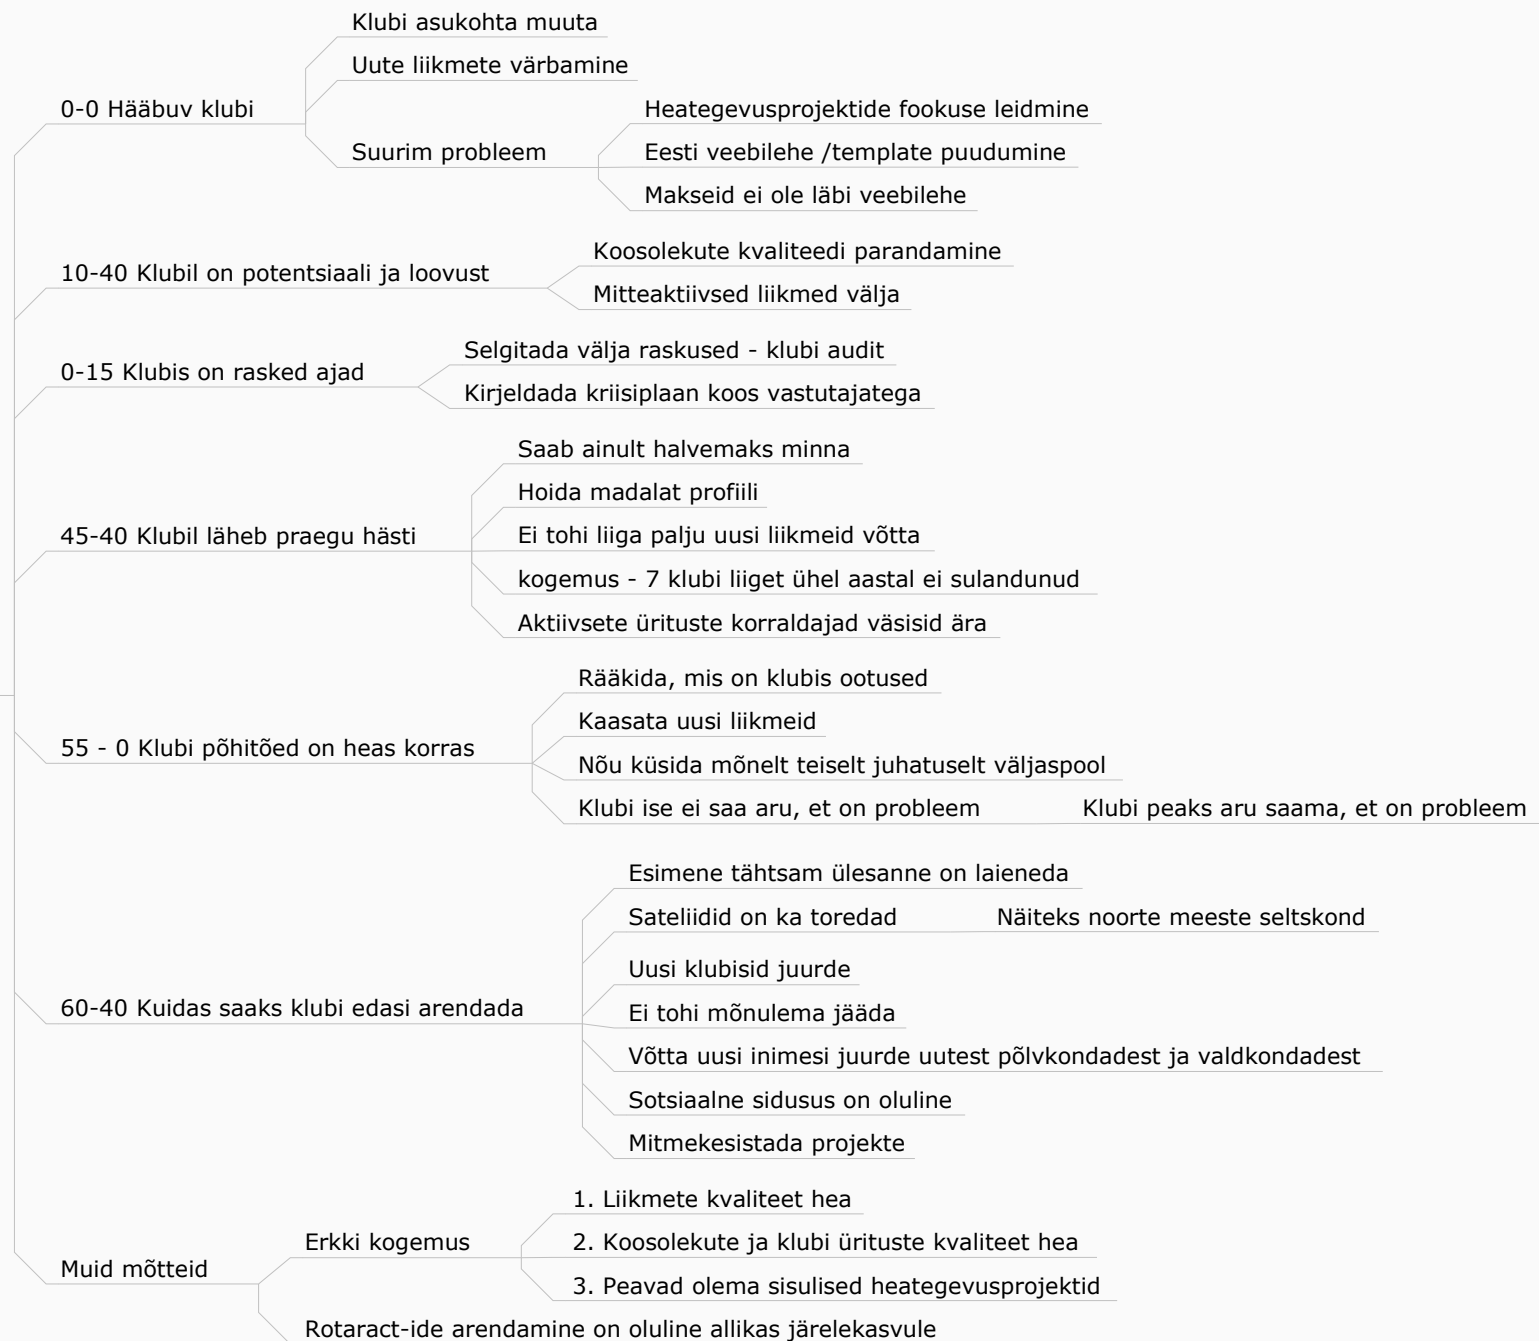 0-0 Hääbuv klubi
Klubi asukohta muuta
Uute liikmete värbamine
Suurim probleem
Heategevusprojektide fookuse leidmine
Eesti veebilehe /template puudumine
Makseid ei ole läbi veebilehe
10-40 Klubil on potentsiaali ja loovust
Koosolekute kvaliteedi parandamine
Mitteaktiivsed liikmed välja
0-15 Klubis on rasked ajad
Selgitada välja raskused - klubi audit
Kirjeldada kriisiplaan koos vastutajatega
45-40 Klubil läheb praegu hästi
Saab ainult halvemaks minna
Hoida madalat profiili
Ei tohi liiga palju uusi liikmeid võtta
kogemus - 7 klubi liiget ühel aastal ei sulandunud
Aktiivsete ürituste korraldajad väsisid ära
55 - 0 Klubi põhitõed on heas korras
Rääkida, mis on klubis ootused
Kaasata uusi liikmeid
Nõu küsida mõnelt teiselt juhatuselt väljaspool
Klubi ise ei saa aru, et on probleem
Klubi peaks aru saama, et on probleem
60-40 Kuidas saaks klubi edasi arendada
Esimene tähtsam ülesanne on laieneda
Sateliidid on ka toredad
Näiteks noorte meeste seltskond
Uusi klubisid juurde
Ei tohi mõnulema jääda
Võtta uusi inimesi juurde uutest põlvkondadest ja valdkondadest
Sotsiaalne sidusus on oluline
Mitmekesistada projekte
Muid mõtteid
Erkki kogemus
1. Liikmete kvaliteet hea
2. Koosolekute ja klubi ürituste kvaliteet hea
3. Peavad olema sisulised heategevusprojektid
Rotaract-ide arendamine on oluline allikas järelekasvule